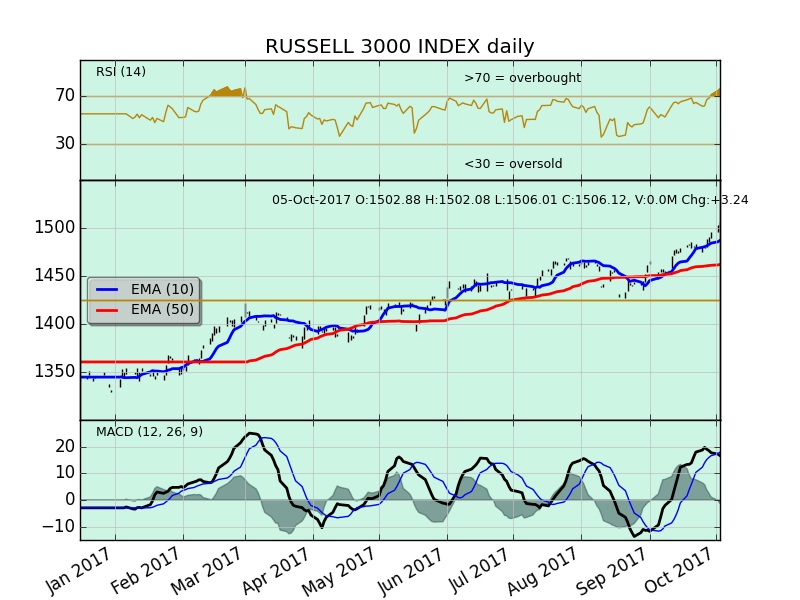 RUSSELL 3000 INDEX daily
RSI (14)
>70 = overbought
70
30
<30 = oversold
05-Oct-2017 O:1502.88 H:1502.08 L:1506.01 C:1506.12, V:0.0M Chg:+3.24
1500
1450
EMA (10)
EMA (50)
1400
1350
MACD (12, 26, 9)
20
10
0
−10
Jan 2017 Feb 2017 Mar 2017 Apr 2017 May 2017 Jun 2017 Jul 2017 Aug 2017 Sep 2017 Oct 2017